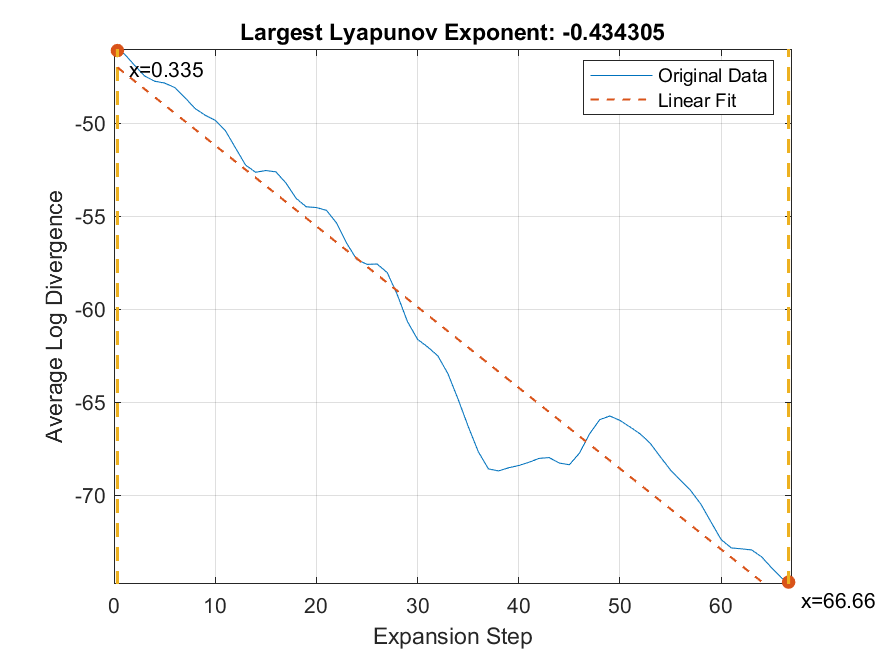 Largest Lyapunov Exponent: -0.434305
x=0.335
Original Data
Linear Fit
-50
-55
-60
-65
-70
Average Log Divergence
0 10 20 30 40 50 60
x=66.66
Expansion Step